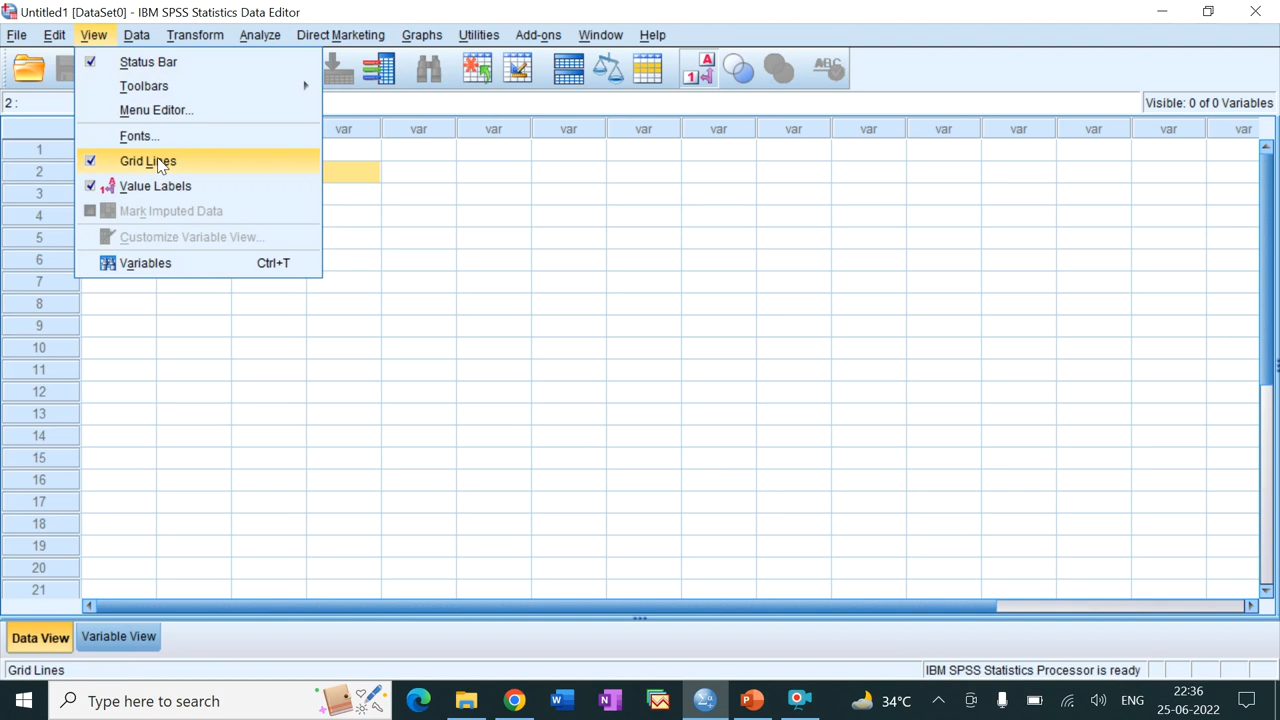 Untitled1 [DataSet0] - IBM SPSS Statistics Data Editor
File Edit View Data Transform Analyze Direct Marketing Graphs Utilities Add-ons Window Help
Status Bar
Toolbars
Menu Editor...
Fonts...
Grid Lines
Value Labels
Mark Imputed Data
Customize Variable View...
Variables Ctrl+T
1 A
ABC
2 : Visible: 0 of 0 Variables
var var var var var var var var var var var var var
1
2
3
4
5
6
7
8
9
10
11
12
13
14
15
16
17
18
19
20
21
Data View Variable View
Grid Lines IBM SPSS Statistics Processor is ready
Type here to search 34°C ENG 22:36
25-06-2022